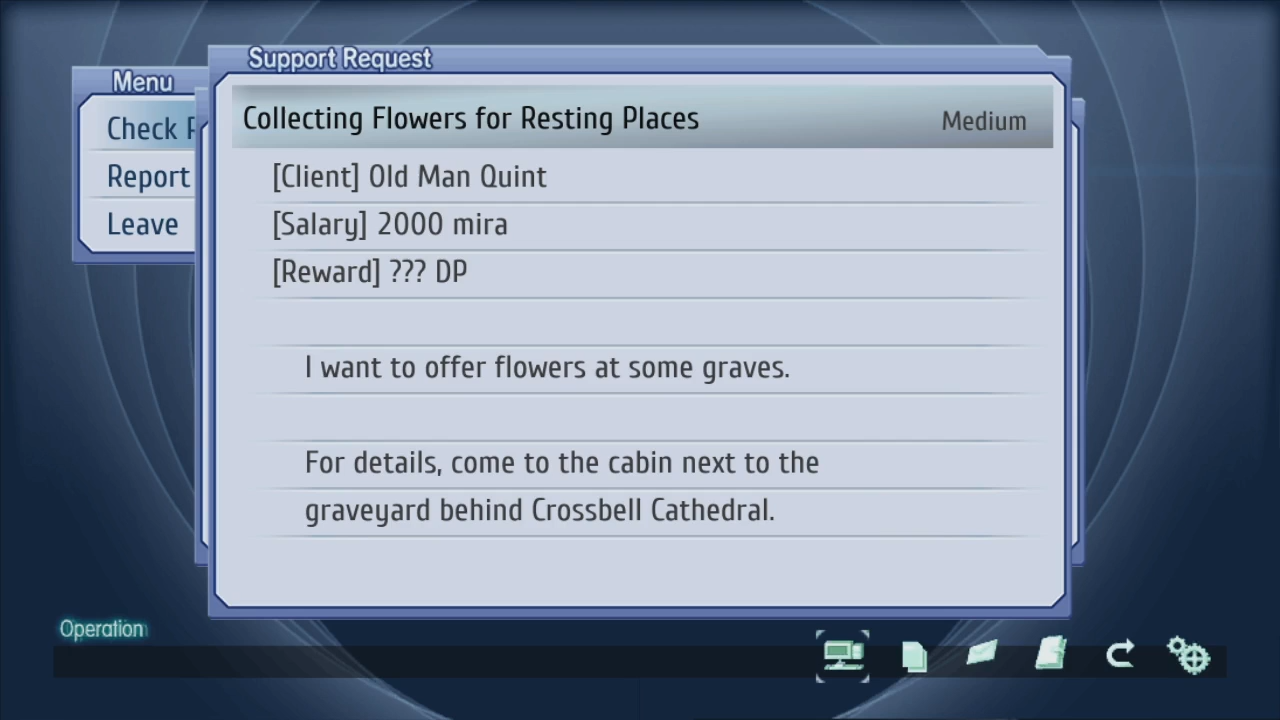 Support Request
Menu
Collecting Flowers for Resting Places
Medium
Check
Report
Leave
[Client] Old Man Quint
[Salary] 2000 mira
[Reward] ??? DP
I want to offer flowers at some graves.
For details, come to the cabin next to the
graveyard behind Crossbell Cathedral.
Operation